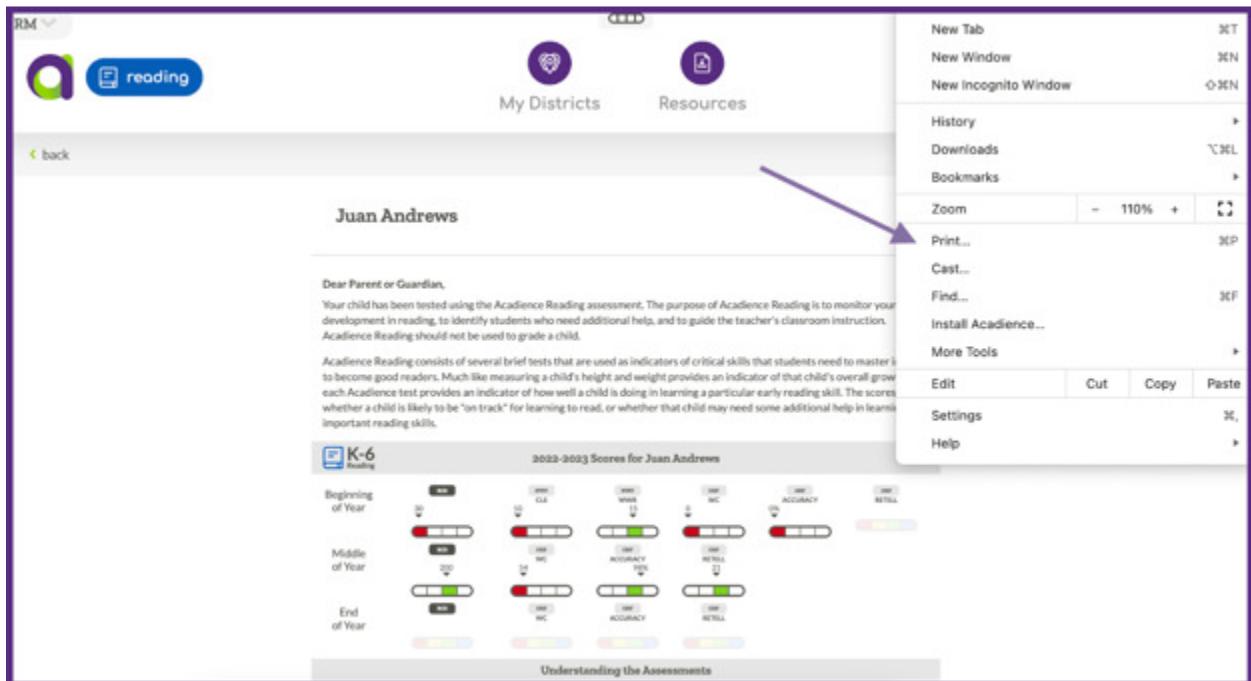 RM
reading
My Districts
Resources
back
Juan Andrews
Dear Parent or Guardian,
Your child has been tested using the Acadience Reading assessment. The purpose of Acadience Reading is to monitor your
development in reading, to identify students who need additional help, and to guide the teacher's classroom instruction.
Acadience Reading should not be used to grade a child.
Acadience Reading consists of several brief tests that are used as indicators of critical skills that students need to master
to become good readers. Much like measuring a child's height and weight provides an indicator of that child's overall
each Acadience test provides an indicator of how well a child is doing in learning a particular early reading skill. The scores
whether a child is likely to be "on track" for learning to read, or whether that child may need some additional help in
important reading skills.
K-6
Reading
2022-2023 Scores for Juan Andrews
Beginning
of Year
CLS
WWR
WC
ACCURACY
RETELL
30
10
15
0
0%
Middle
of Year
WC
ACCURACY
RETELL
200
54
98%
21
End
of Year
WC
ACCURACY
RETELL
Understanding the Assessments
New Tab ⌘T
New Window ⌘N
New Incognito Window ⇧⌘N
History
Downloads ⌥⌘L
Bookmarks
Zoom - 110% +
Print... ⌘P
Cast...
Find... ⌘F
Install Acadience...
More Tools
Edit Cut Copy Paste
Settings ⌘,
Help